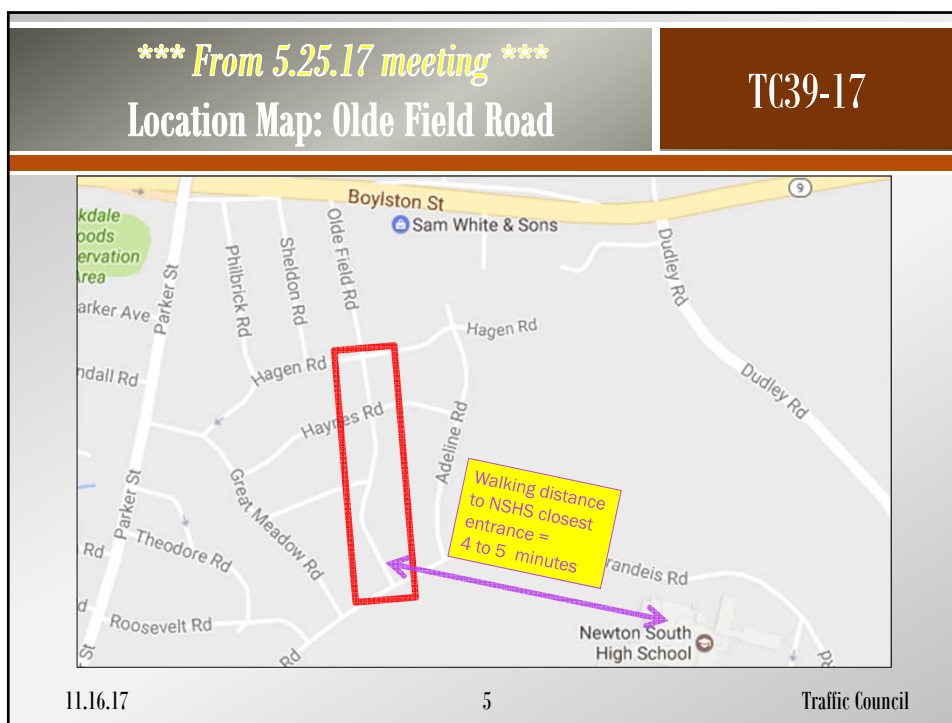 *** From 5.25.17 meeting ***
Location Map: Olde Field Road
TC39-17
Boylston St
9
Sam White & Sons
kdale
oods
ervation
Area
Parker St
Philbrick Rd
Sheldon Rd
Olde Field Rd
Dudley Rd
arker Ave
Hagen Rd
Hagen Rd
ndall Rd
Dudley Rd
Haynes Rd
Adeline Rd
Parker St
Great Meadow Rd
Walking distance
to NSHS closest
entrance =
4 to 5 minutes
Rd
Theodore Rd
randeis Rd
d
Roosevelt Rd
Newton South
High School
St
Rd
Rd
11.16.17
5
Traffic Council